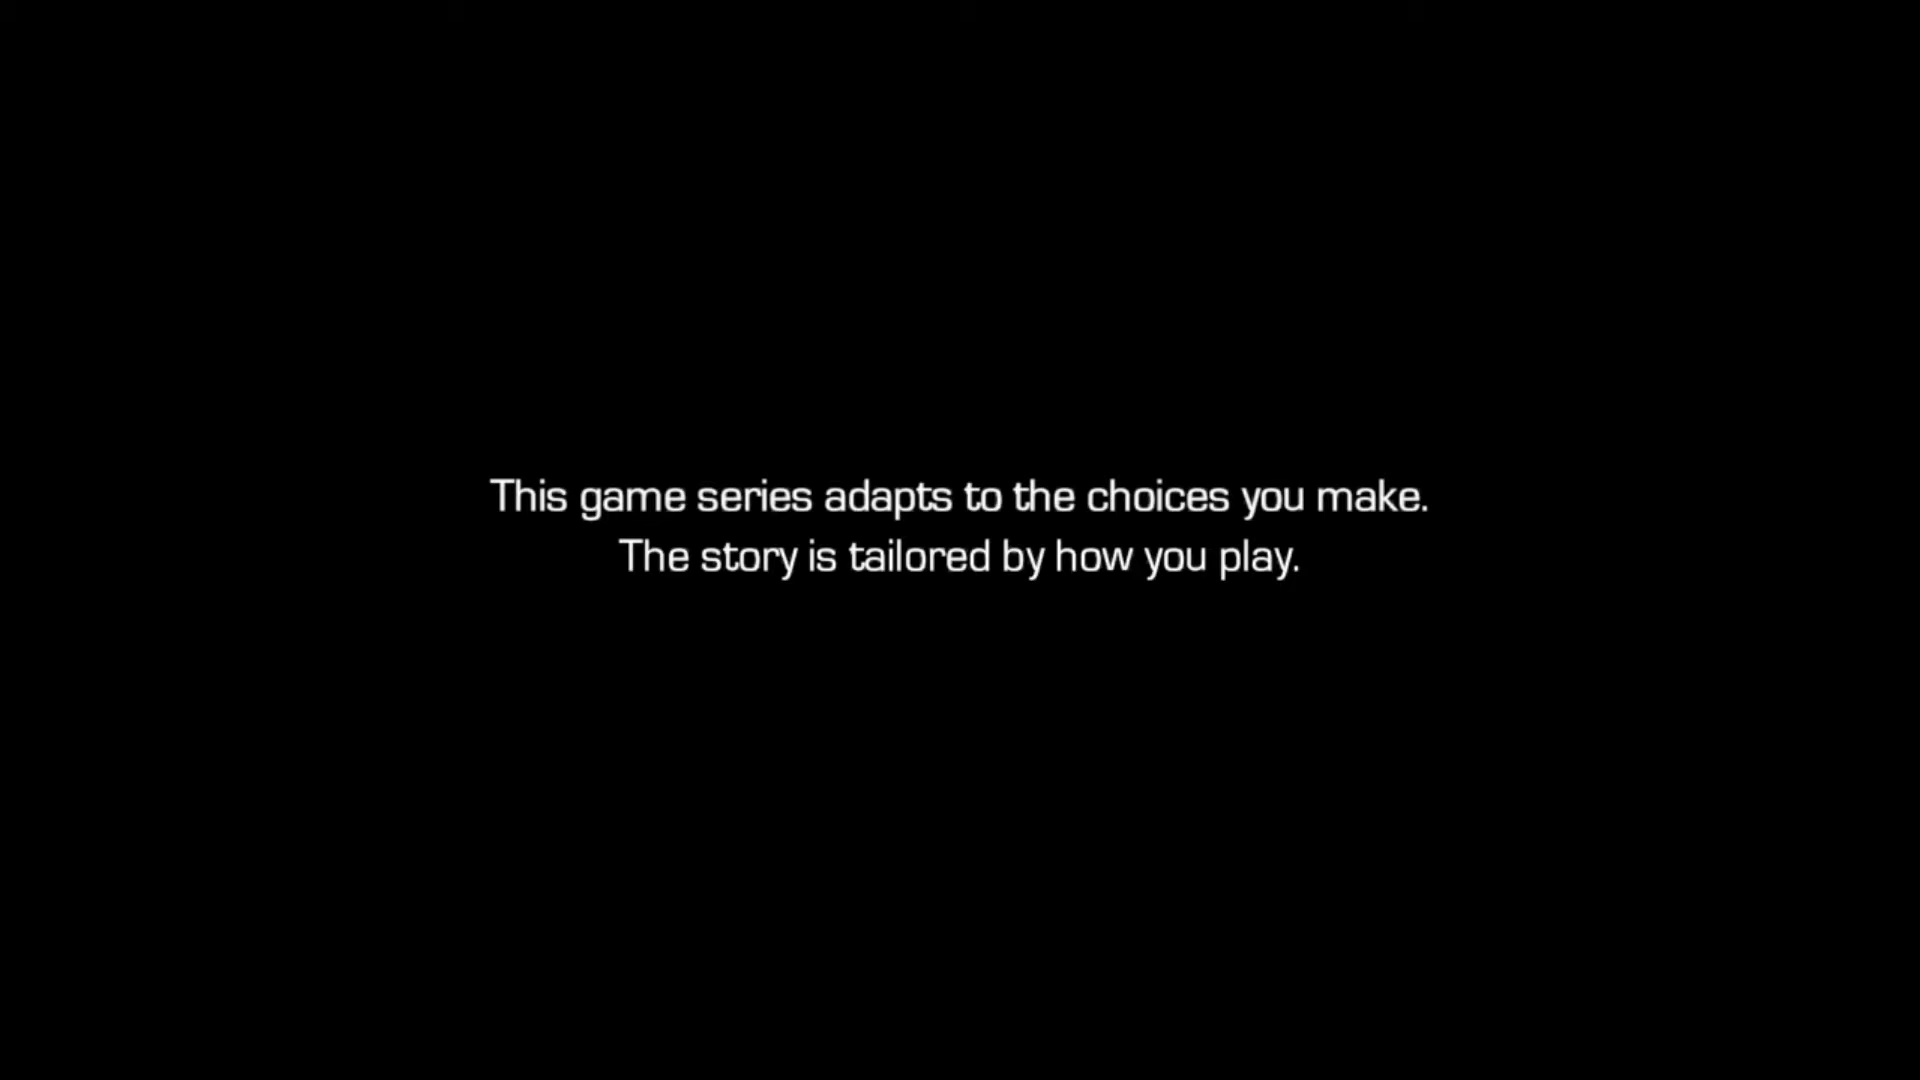 This game series adapts to the choices you make.
The story is tailored by how you play.